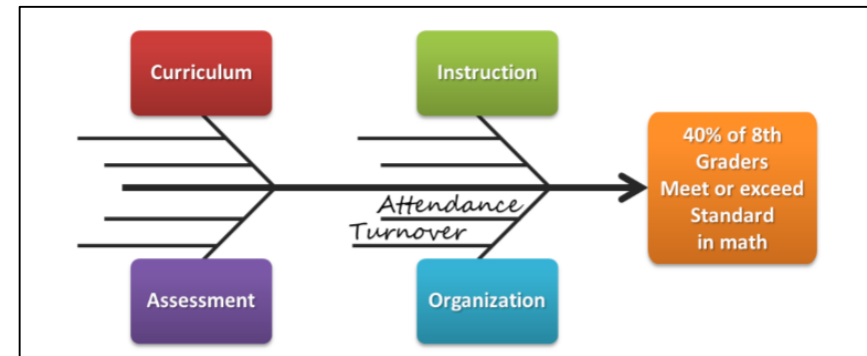 Curriculum
Instruction
40% of 8th
Graders
Meet or exceed
Standard
in math
Attendance
Turnover
Assessment
Organization